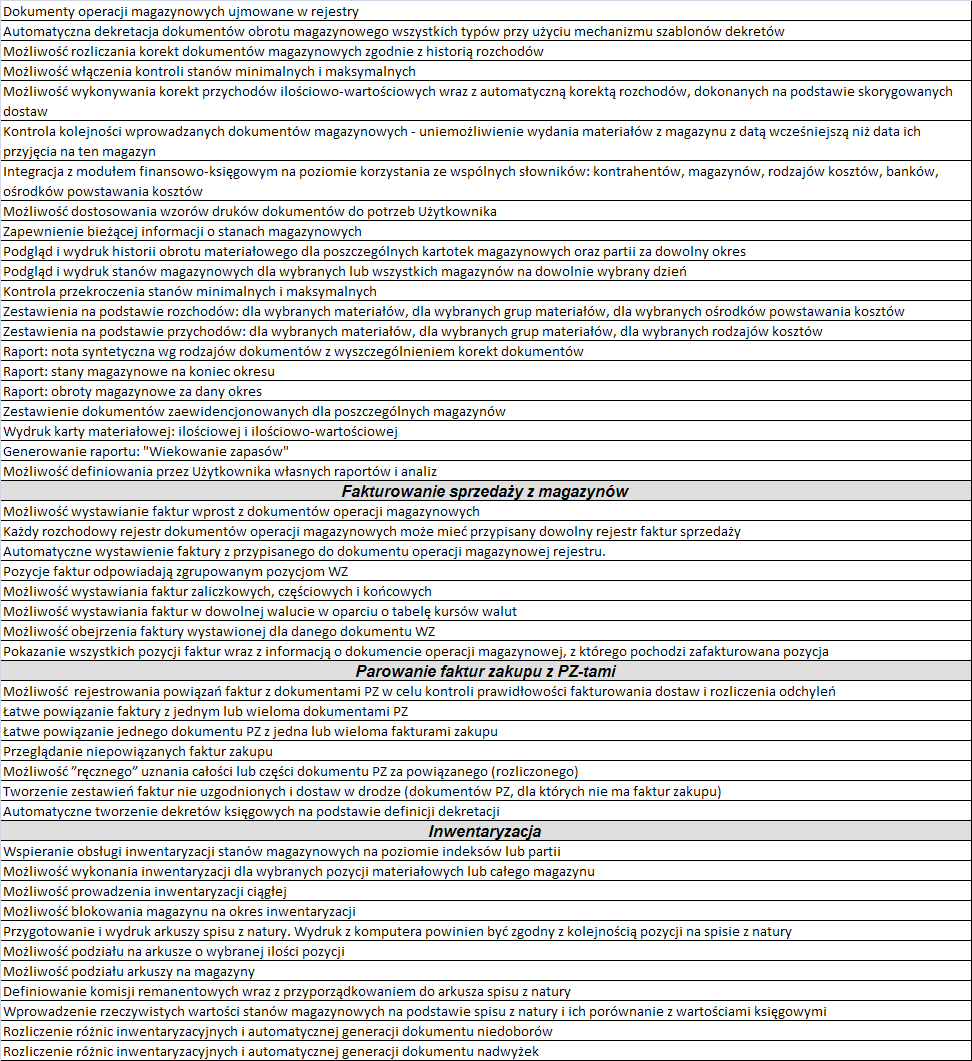 Dokumenty operacji magazynowych ujmowane w rejestry
Automatyczna dekretacja dokumentów obrotu magazynowego wszystkich typów przy użyciu mechanizmu szablonów dekretów
Możliwość rozliczania korekt dokumentów magazynowych zgodnie z historią rozchodów
Możliwość włączenia kontroli stanów minimalnych i maksymalnych
Możliwość wykonywania korekt przychodów ilościowo-wartościowych wraz z automatyczną korektą rozchodów, dokonanych na podstawie skorygowanych
dostaw
Kontrola kolejności wprowadzanych dokumentów magazynowych - uniemożliwienie wydania materiałów z magazynu z datą wcześniejszą niż data ich
przyjęcia na ten magazyn
Integracja z modułem finansowo-księgowym na poziomie korzystania ze wspólnych słowników: kontrahentów, magazynów, rodzajów kosztów, banków,
ośrodków powstawania kosztów
Możliwość dostosowania wzorów druków dokumentów do potrzeb Użytkownika
Zapewnienie bieżącej informacji o stanach magazynowych
Podgląd i wydruk historii obrotu materiałowego dla poszczególnych kartotek magazynowych oraz partii za dowolny okres
Podgląd i wydruk stanów magazynowych dla wybranych lub wszystkich magazynów na dowolnie wybrany dzień
Kontrola przekroczenia stanów minimalnych i maksymalnych
Zestawienia na podstawie rozchodów: dla wybranych materiałów, dla wybranych grup materiałów, dla wybranych ośrodków powstawania kosztów
Zestawienia na podstawie przychodów: dla wybranych materiałów, dla wybranych grup materiałów, dla wybranych rodzajów kosztów
Raport: nota syntetyczna wg rodzajów dokumentów z wyszczególnieniem korekt dokumentów
Raport: stany magazynowe na koniec okresu
Raport: obroty magazynowe za dany okres
Zestawienie dokumentów zaewidencjonowanych dla poszczególnych magazynów
Wydruk karty materiałowej: ilościowej i ilościowo-wartościowej
Generowanie raportu: "Wiekowanie zapasów"
Możliwość definiowania przez Użytkownika własnych raportów i analiz
Fakturowanie sprzedaży z magazynów
Możliwość wystawianie faktur wprost z dokumentów operacji magazynowych
Każdy rozchodowy rejestr dokumentów operacji magazynowych może mieć przypisany dowolny rejestr faktur sprzedaży
Automatyczne wystawienie faktury z przypisanego do dokumentu operacji magazynowej rejestru.
Pozycje faktur odpowiadają zgrupowanym pozycjom WZ
Możliwość wystawiania faktur zaliczkowych, częściowych i końcowych
Możliwość wystawiania faktur w dowolnej walucie w oparciu o tabelę kursów walut
Możliwość obejrzenia faktury wystawionej dla danego dokumentu WZ
Pokazanie wszystkich pozycji faktur wraz z informacją o dokumencie operacji magazynowej, z którego pochodzi zafakturowana pozycja
Parowanie faktur zakupu z PZ-tami
Możliwość rejestrowania powiązań faktur z dokumentami PZ w celu kontroli prawidłowości fakturowania dostaw i rozliczenia odchyleń
Łatwe powiązanie faktury z jednym lub wieloma dokumentami PZ
Łatwe powiązanie jednego dokumentu PZ z jedna lub wieloma fakturami zakupu
Przeglądanie niepowiązanych faktur zakupu
Możliwość ”ręcznego” uznania całości lub części dokumentu PZ za powiązanego (rozliczonego)
Tworzenie zestawień faktur nie uzgodnionych i dostaw w drodze (dokumentów PZ, dla których nie ma faktur zakupu)
Automatyczne tworzenie dekretów księgowych na podstawie definicji dekretacji
Inwentaryzacja
Wspieranie obsługi inwentaryzacji stanów magazynowych na poziomie indeksów lub partii
Możliwość wykonania inwentaryzacji dla wybranych pozycji materiałowych lub całego magazynu
Możliwość prowadzenia inwentaryzacji ciągłej
Możliwość blokowania magazynu na okres inwentaryzacji
Przygotowanie i wydruk arkuszy spisu z natury. Wydruk z komputera powinien być zgodny z kolejnością pozycji na spisie z natury
Możliwość podziału na arkusze o wybranej ilości pozycji
Możliwość podziału arkuszy na magazyny
Definiowanie komisji remanentowych wraz z przyporządkowaniem do arkusza spisu z natury
Wprowadzenie rzeczywistych wartości stanów magazynowych na podstawie spisu z natury i ich porównanie z wartościami księgowymi
Rozliczenie różnic inwentaryzacyjnych i automatycznej generacji dokumentu niedoborów
Rozliczenie różnic inwentaryzacyjnych i automatycznej generacji dokumentu nadwyżek